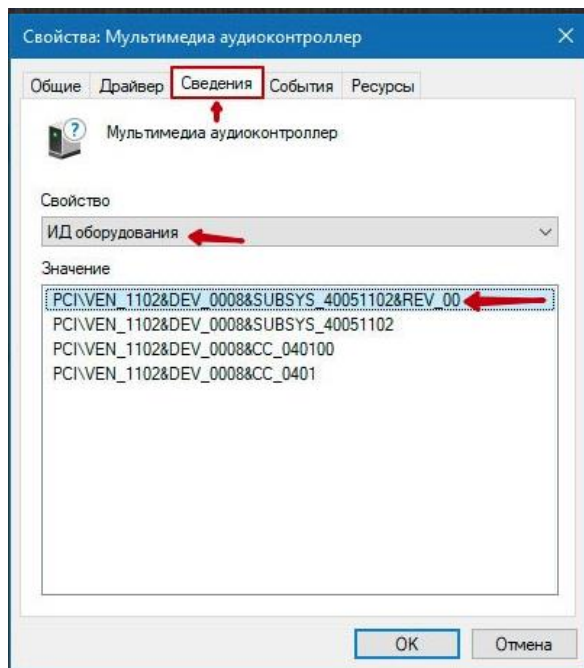 Свойства: Мультимедиа аудиоконтроллер
Общие Драйвер Сведения События Ресурсы
Мультимедиа аудиоконтроллер
Свойство
ИД оборудования
Значение
PCI\VEN_1102&DEV_0008&SUBSYS_40051102&REV_00
PCI\VEN_1102&DEV_0008&SUBSYS_40051102
PCI\VEN_1102&DEV_0008&CC_040100
PCI\VEN_1102&DEV_0008&CC_0401
OK Отмена